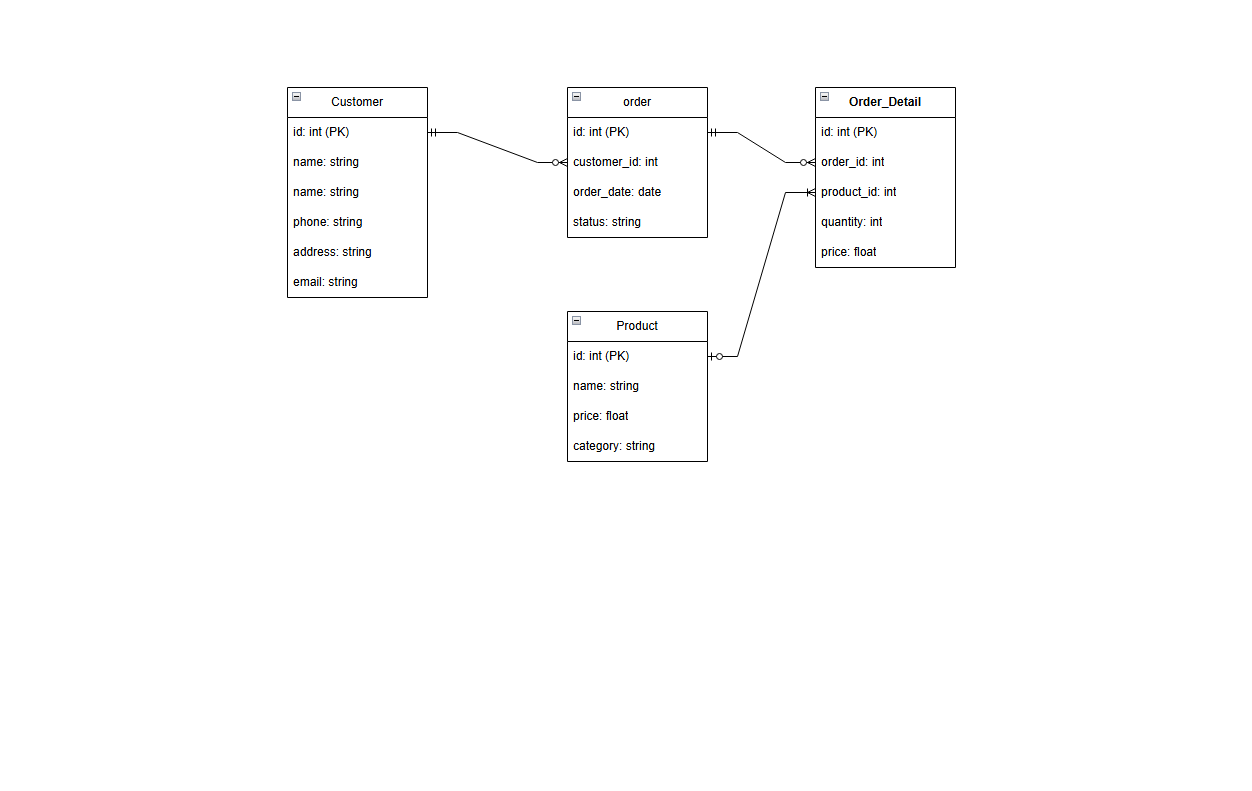 Customer
id: int (PK)
name: string
name: string
phone: string
address: string
email: string
order
id: int (PK)
customer_id: int
order_date: date
status: string
Order_Detail
id: int (PK)
order_id: int
product_id: int
quantity: int
price: float
Product
id: int (PK)
name: string
price: float
category: string